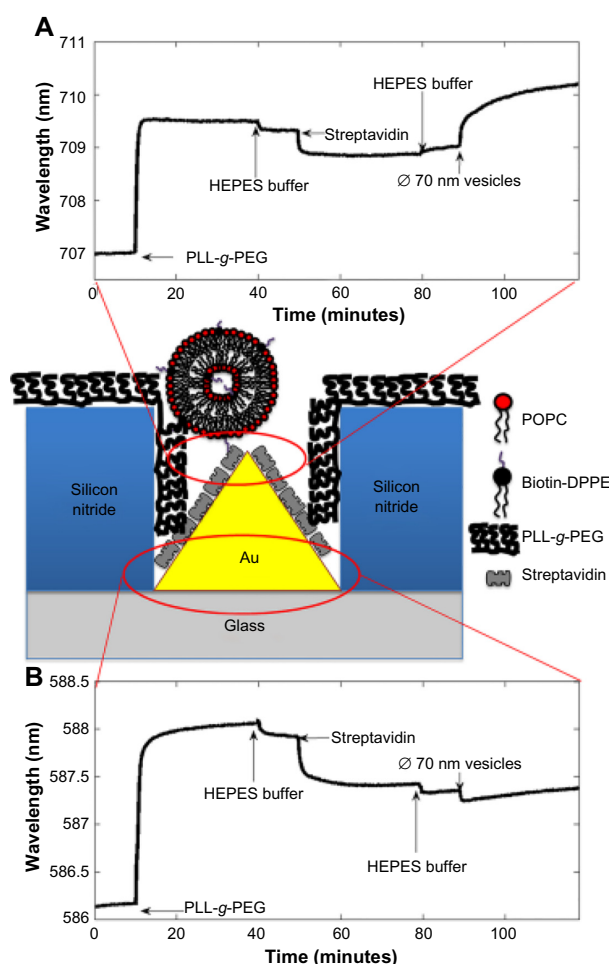 A
711
710
709
708
707
Wavelength (nm)
HEPES buffer
Streptavidin
HEPES buffer
∅ 70 nm vesicles
PLL-g-PEG
0 20 40 60 80 100
Time (minutes)
POPC
Biotin-DPPE
PLL-g-PEG
Streptavidin
Silicon
nitride
Silicon
nitride
Au
Glass
B
588.5
588
587.5
587
586.5
586
Wavelength (nm)
Streptavidin
∅ 70 nm vesicles
HEPES buffer
HEPES buffer
PLL-g-PEG
0 20 40 60 80 100
Time (minutes)